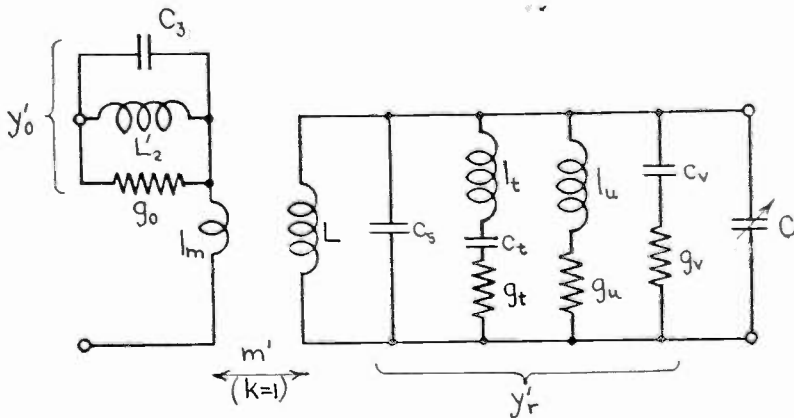 C₃
y'₀
L'₂
g₀
lₘ
L
Cₛ
lₜ
Cₜ
gₜ
lᵤ
gᵤ
Cᵥ
gᵥ
C
m'
(K=1)
y'ᵣ